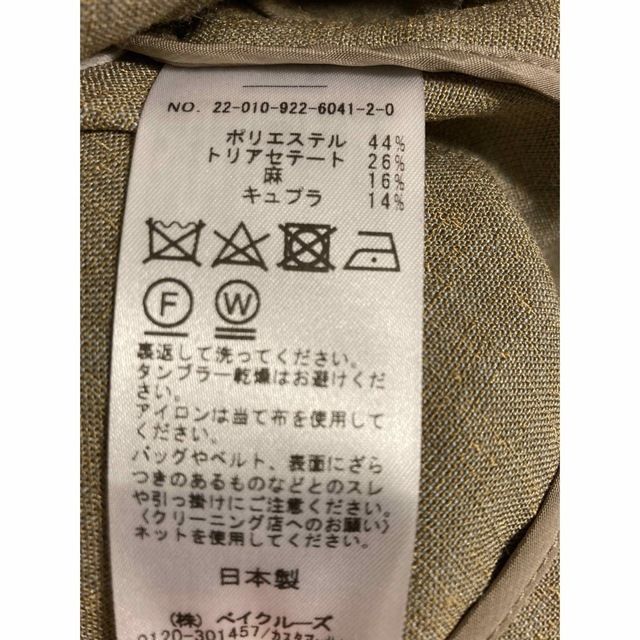 NO. 22-010-922-6041-2-0
ポリエステル 44%
トリアセテート 26%
麻 16%
キュプラ 14%
F
W
裏返して洗ってください。
タンブラー乾燥はお避けくだ
さい。
アイロンは当て布を使用して
ください。
バッグやベルト、表面にざら
つきのあるものなどとのスレ
や引っ掛けにご注意ください。
〈クリーニング店へのお願い〉
ネットを使用してください。
日本製
(株) ベイクルーズ
0120-301457/カスタマー